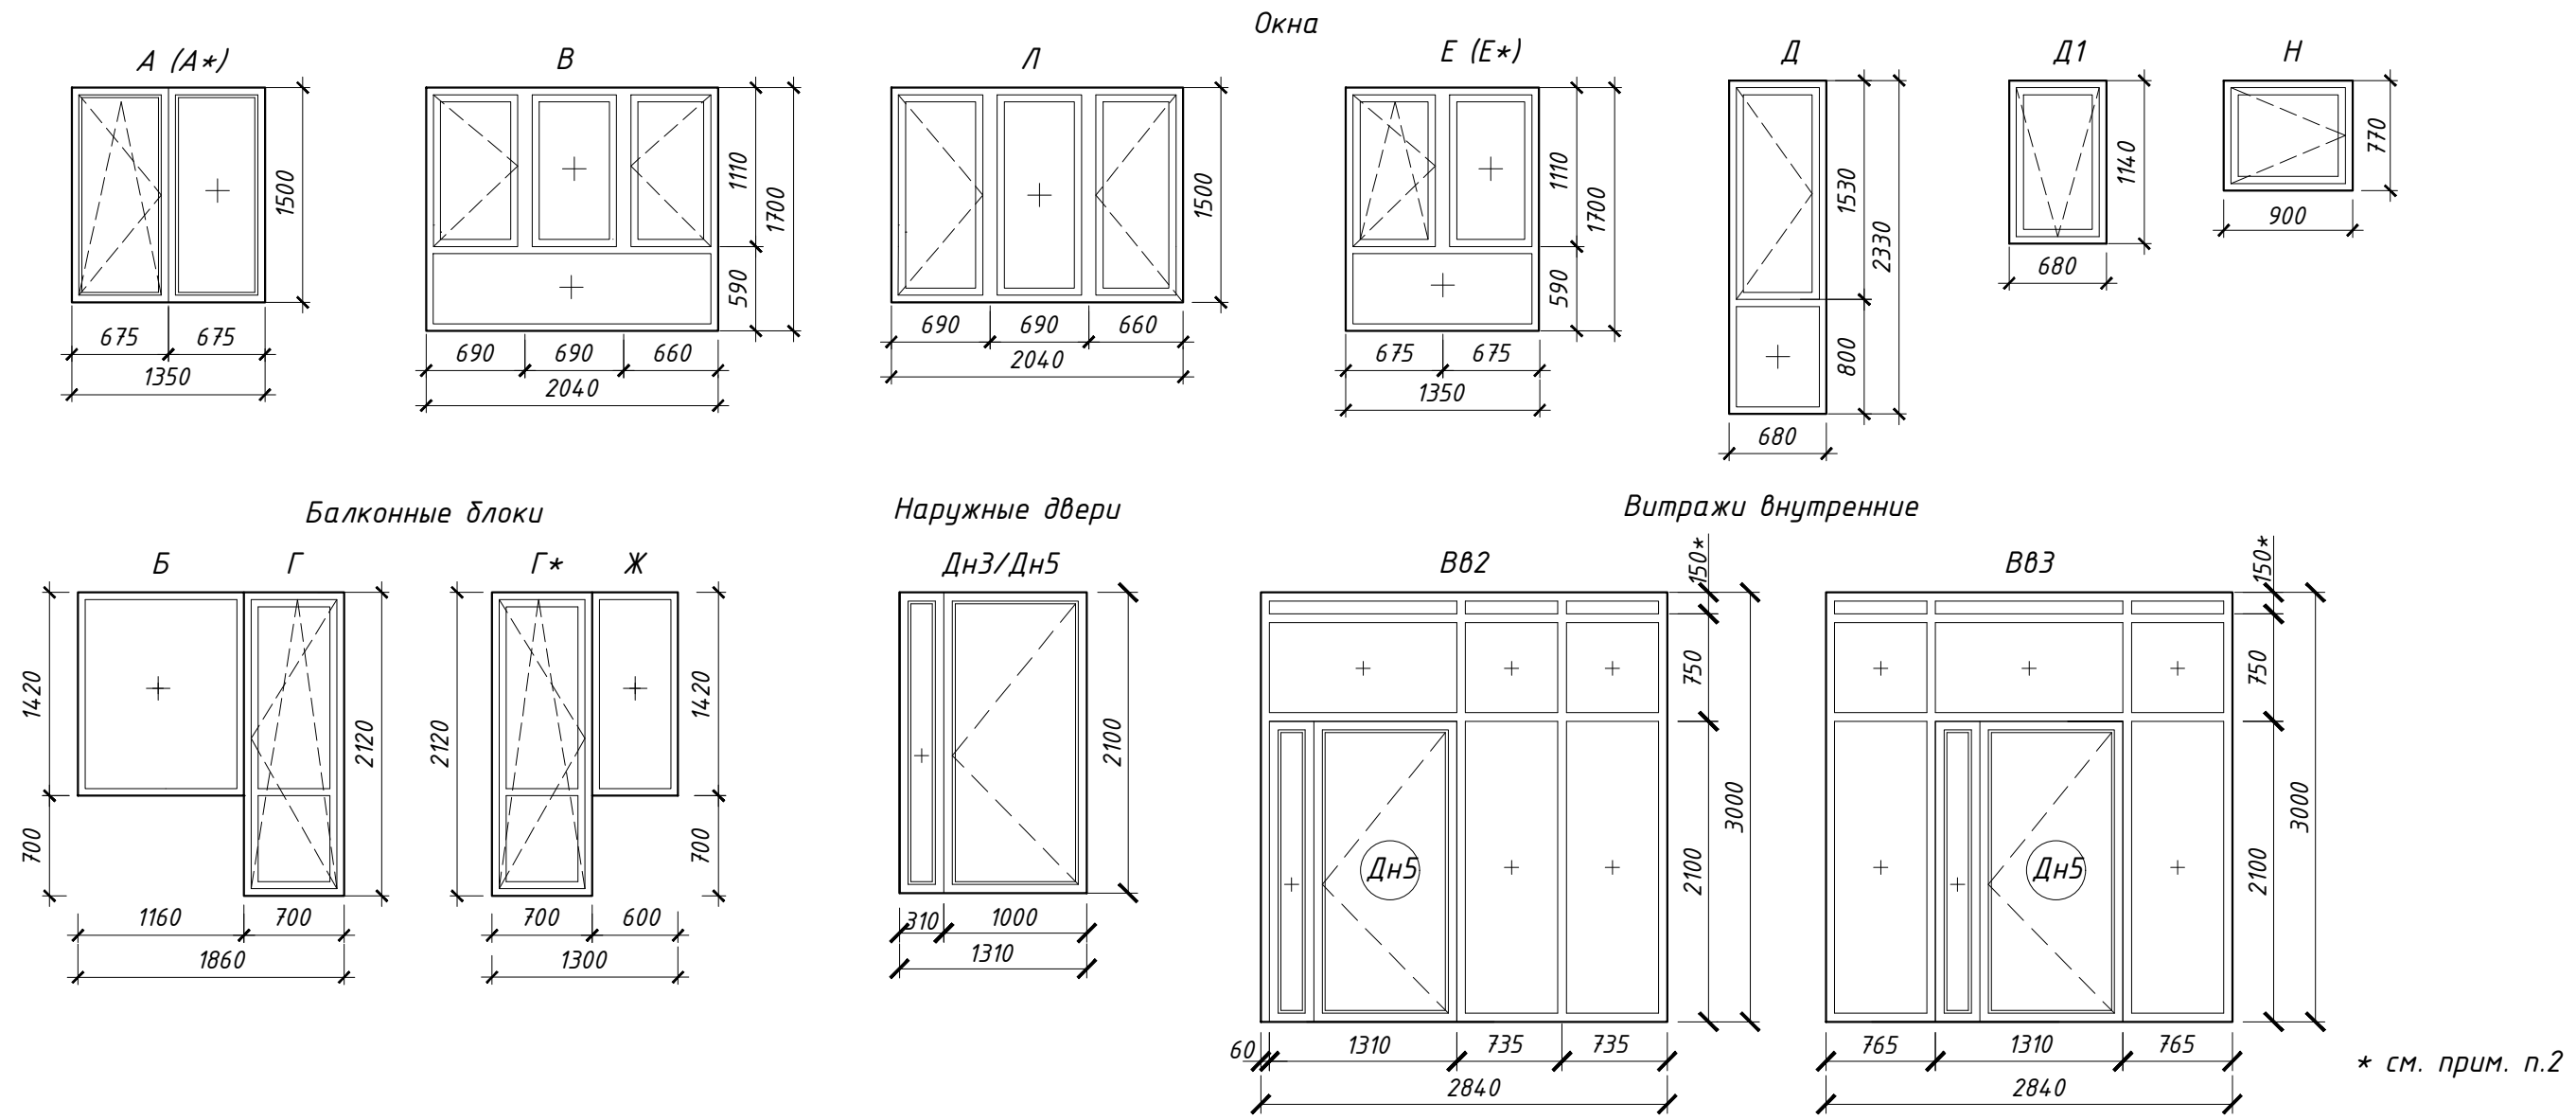 Окна
А (А*)
1500
675 675
1350
В
1110
590
1700
690 690 660
2040
Л
1500
690 690 660
2040
Е (Е*)
1110
590
1700
675 675
1350
Д
1530
800
2330
680
Д1
1140
680
Н
770
900
Балконные блоки
Б Г
1420
700
2120
1160 700
1860
Г* Ж
2120
1420
700
700 600
1300
Наружные двери
Дн3/Дн5
2100
310 1000
1310
Витражи внутренние
Вв2
150*
750
2100
3000
Дн5
60 1310 735 735
2840
Вв3
150*
750
2100
3000
Дн5
765 1310 765
2840
* см. прим. п.2